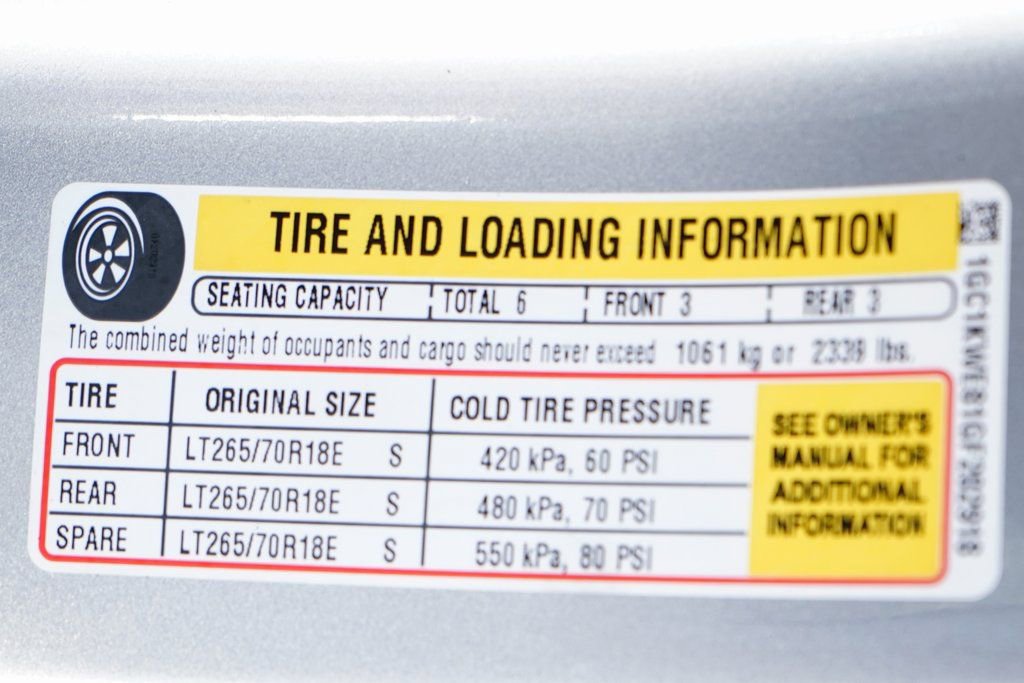 TIRE AND LOADING INFORMATION
SEATING CAPACITY TOTAL 6 FRONT 3 REAR 3
The combined weight of occupants and cargo should never exceed 1061 kg or 2339 lbs.
TIRE ORIGINAL SIZE COLD TIRE PRESSURE
FRONT LT265/70R18E S 420 kPa, 60 PSI
REAR LT265/70R18E S 480 kPa, 70 PSI
SPARE LT265/70R18E S 550 kPa, 80 PSI
SEE OWNER'S
MANUAL FOR
ADDITIONAL
INFORMATION